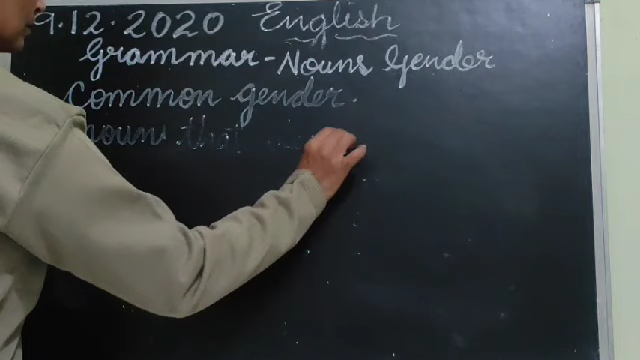 9.12.2020 English
Grammar - Nouns Gender
Common gender.
nouns that